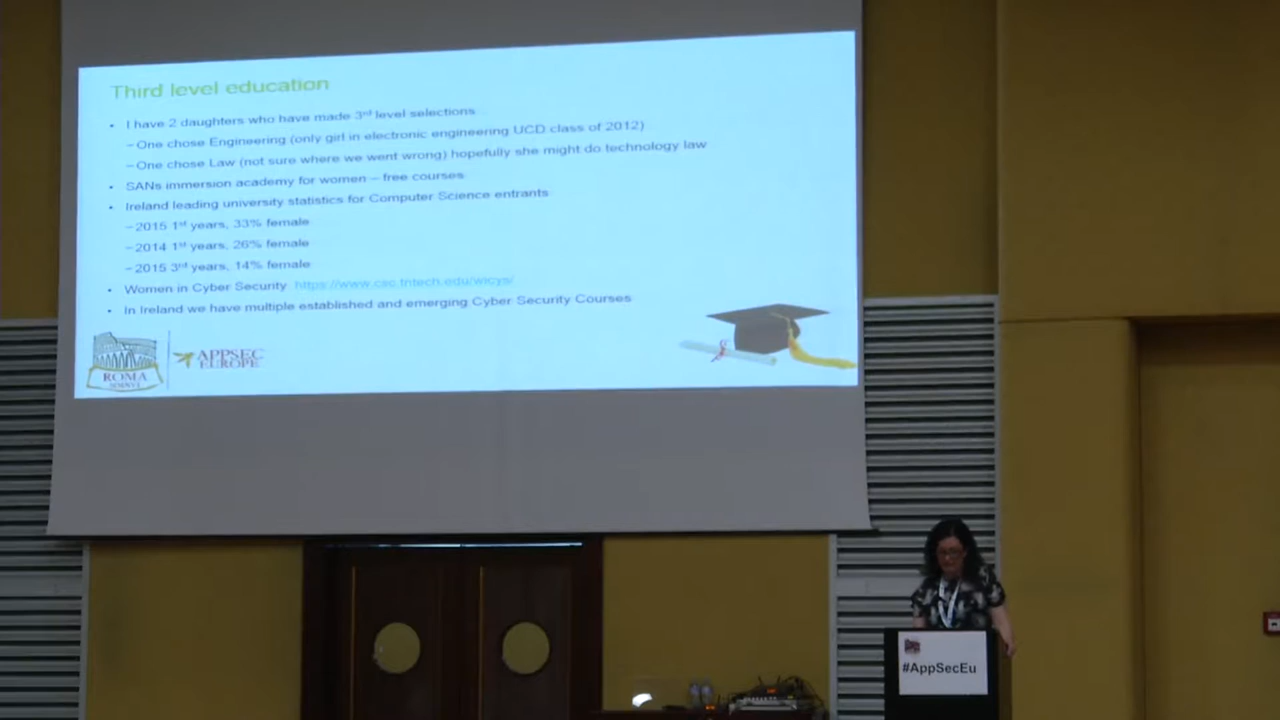 Third level education
• I have 2 daughters who have made 3rd level selections
– One chose Engineering (only girl in electronic engineering UCD class of 2012)
– One chose Law (not sure where we went wrong) hopefully she might do technology law
• SANs immersion academy for women – free courses
• Ireland leading university statistics for Computer Science entrants
– 2015 1st years, 33% female
– 2014 1st years, 26% female
– 2015 3rd years, 14% female
• Women in Cyber Security https://www.csc.tntech.edu/wicys/
• In Ireland we have multiple established and emerging Cyber Security Courses
ROMA
APPSEC
EUROPE
#AppSecEu